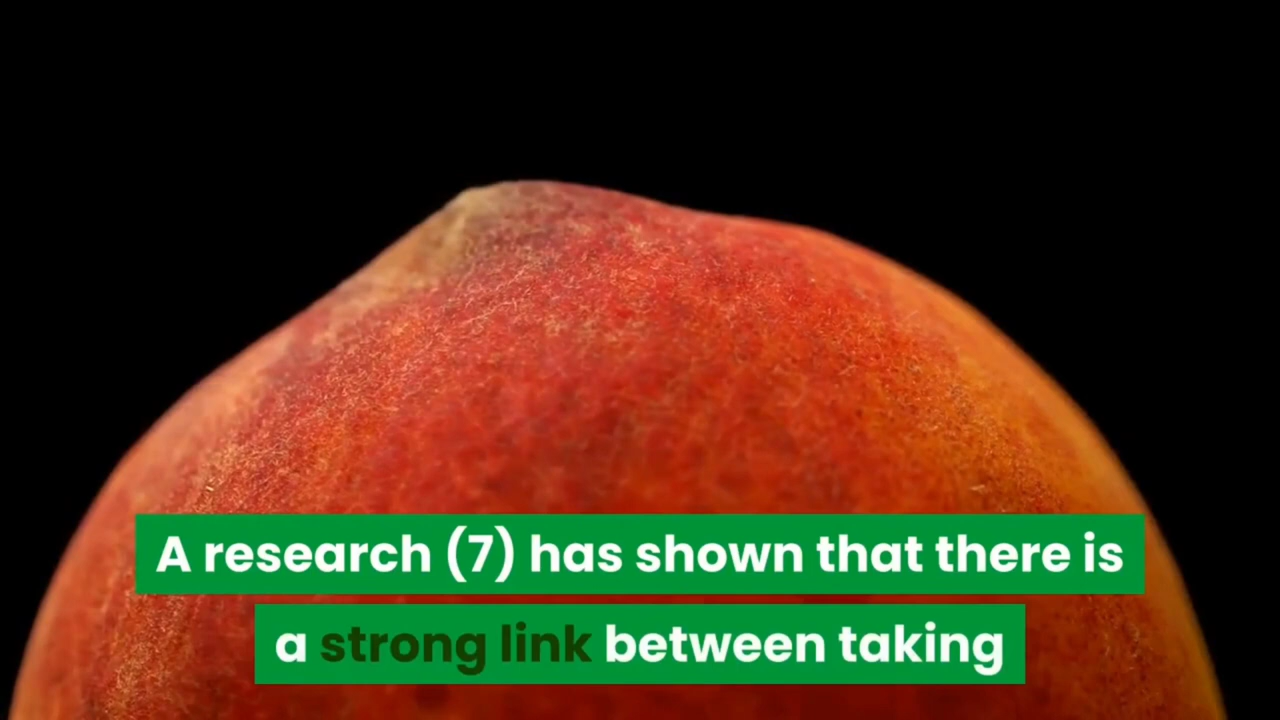 A research (7) has shown that there is
a strong link between taking